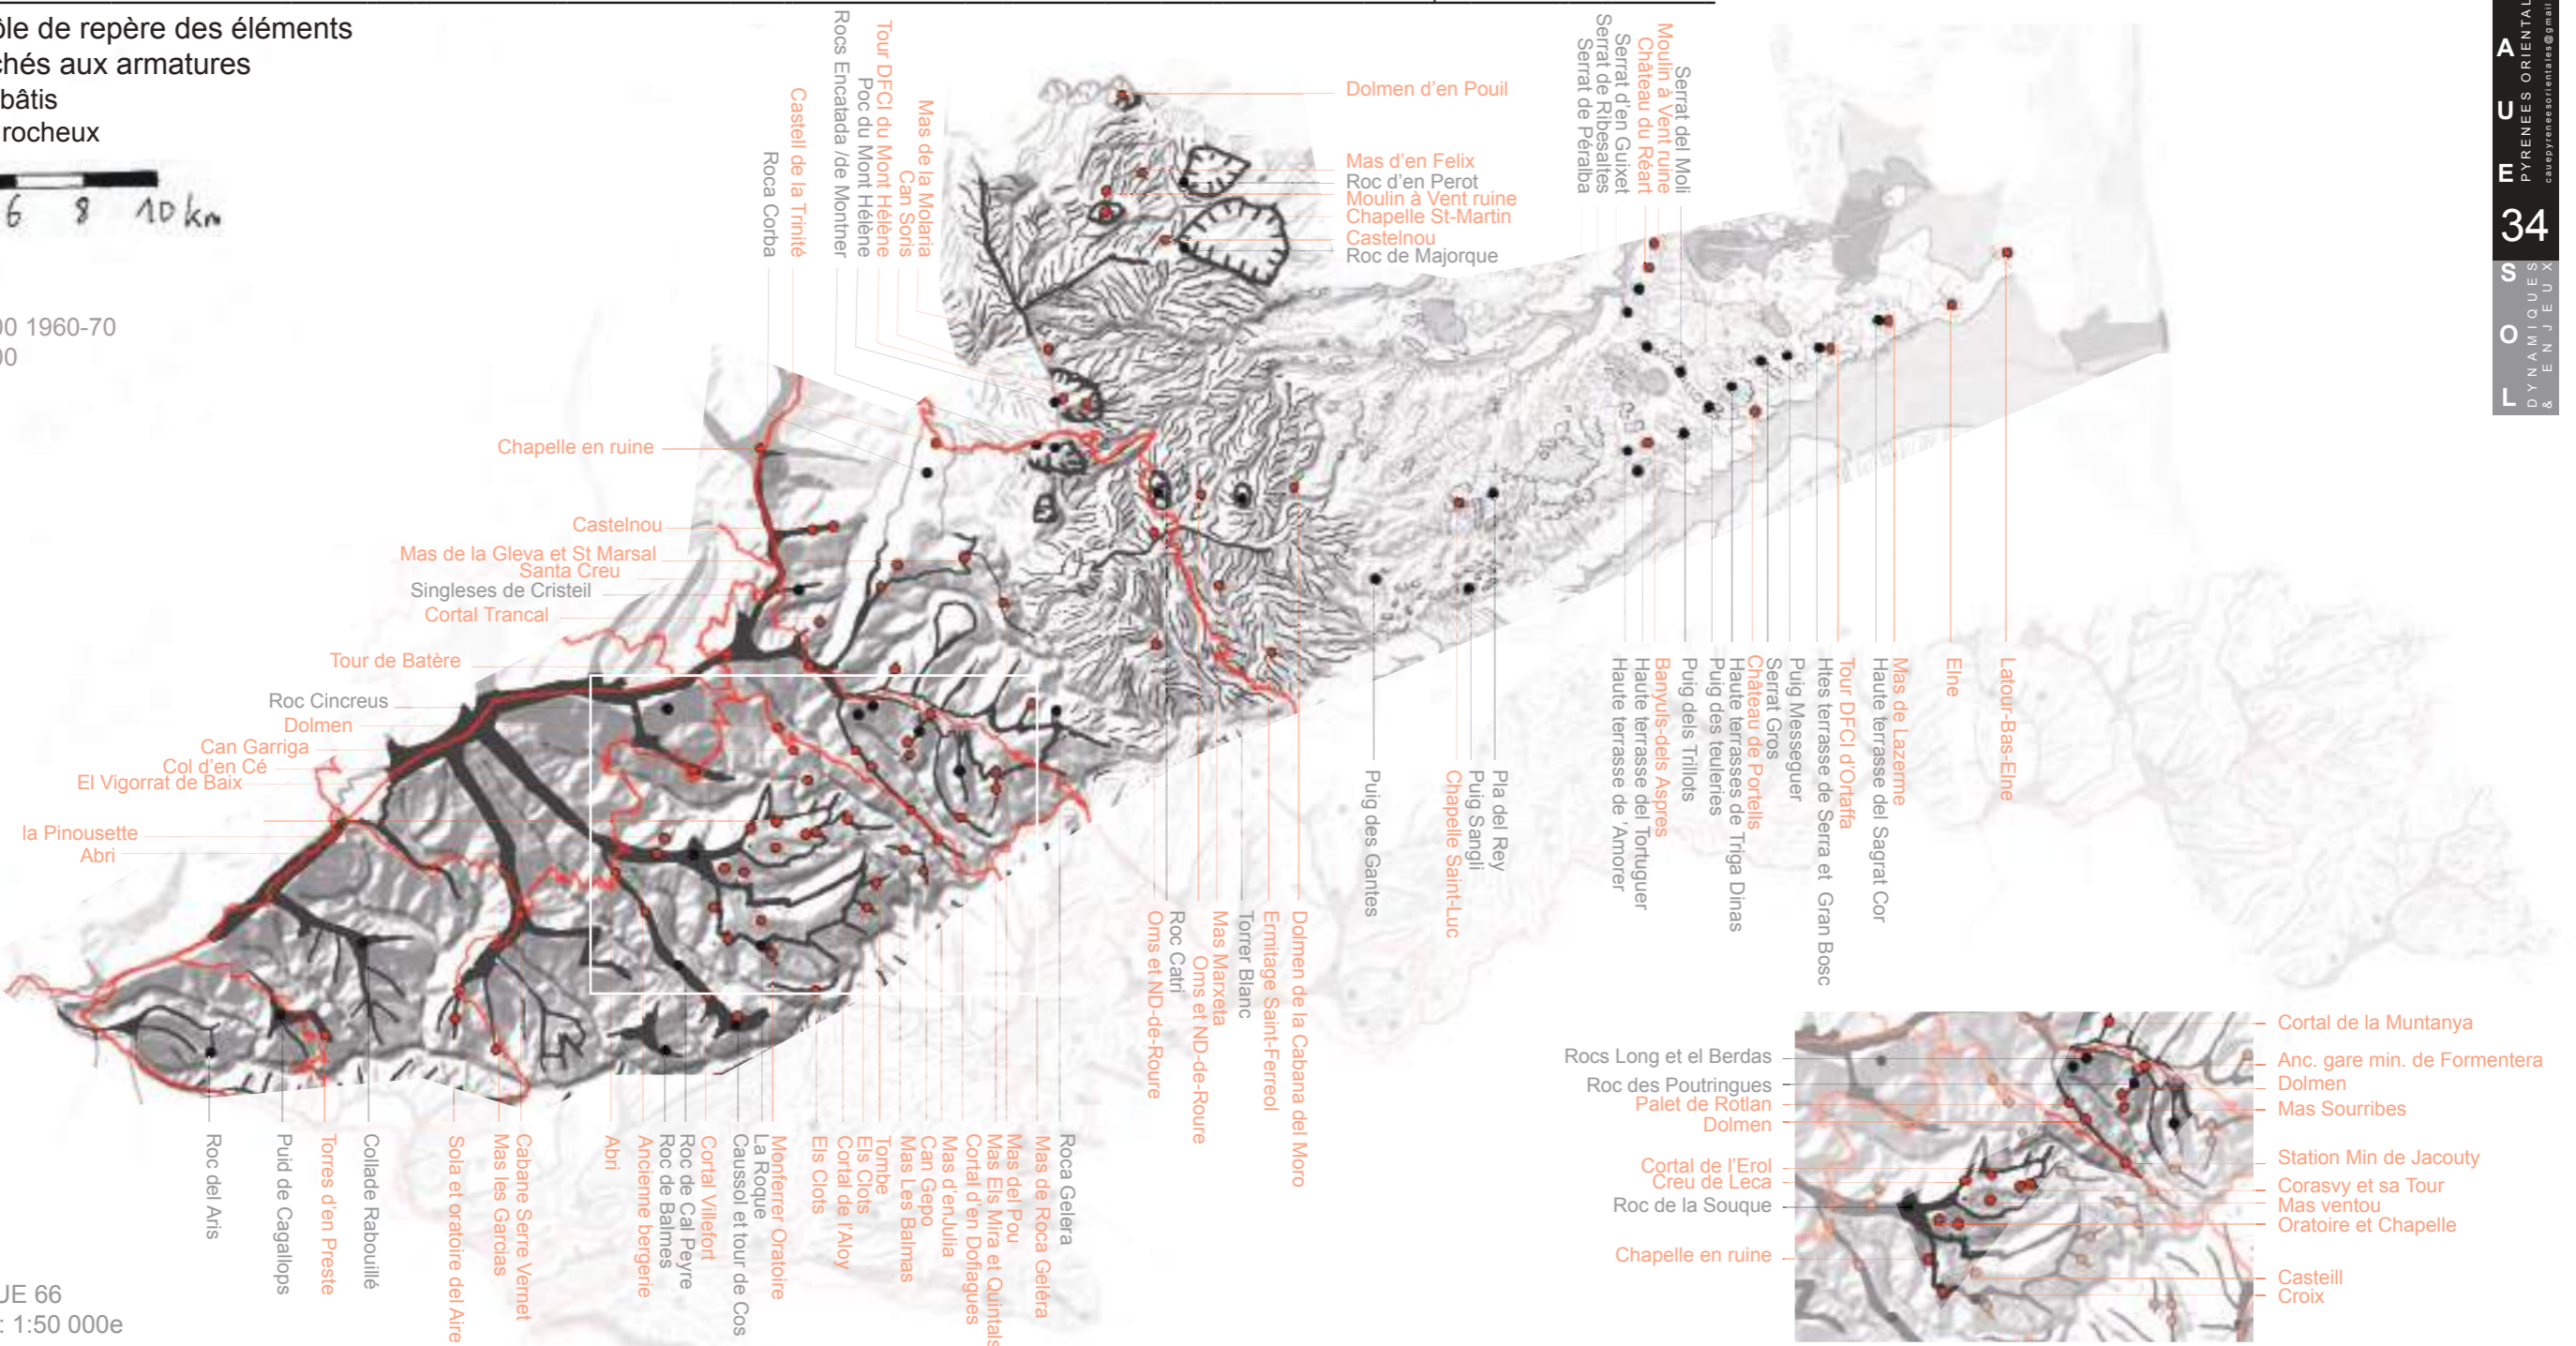 ôle de repère des éléments
chés aux armatures
bâtis
rocheux
6 8 10 km
00 1960-70
00
UE 66
: 1:50 000e
A
U
E
PYRENEES ORIENTAL
cauepyreneesorientales@gmail
34
S
O
L
DYNAMIQUES
& ENJEUX
Roca Corba
Castell de la Trinité
Rocs Encatada /de Montner
Poc du Mont Hélène
Tour DFCI du Mont Hélène
Can Soris
Mas de la Molaria
Dolmen d'en Pouil
Mas d'en Felix
Roc d'en Perot
Moulin à Vent ruine
Chapelle St-Martin
Castelnou
Roc de Majorque
Serrat de Péralba
Serrat de Ribesaltes
Serrat d'en Guixet
Château du Réart
Moulin à Vent ruine
Serrat del Moli
Chapelle en ruine
Castelnou
Mas de la Gleva et St Marsal
Santa Creu
Singleses de Cristeil
Cortal Trancal
Tour de Batère
Roc Cincreus
Dolmen
Can Garriga
Col d'en Cé
El Vigorrat de Baix
la Pinousette
Abri
Roc del Aris
Puid de Cagallops
Torres d'en Preste
Collade Rabouillé
Sola et oratoire del Aire
Mas les Garcias
Cabane Serre Vernet
Abri
Ancienne bergerie
Roc de Balmes
Roc de Cal Peyre
Cortal Villefort
Caussol et tour de Cos
La Roque
Monferrer Oratoire
Els Clots
Cortal de l'Aloy
Els Clots
Tombe
Mas Les Balmas
Can Gepo
Mas d'enJulia
Cortal d'en Doflagues
Mas Els Mira et Quintals
Mas del Pou
Mas de Roca Geléra
Roca Gelera
Oms et ND-de-Roure
Roc Catri
Oms et ND-de-Roure
Mas Marxeta
Torrer Blanc
Ermitage Saint-Ferreol
Dolmen de la Cabana del Moro
Puig des Gantes
Chapelle Saint-Luc
Puig Sangli
Pla del Rey
Haute terrasse de 'Amorer
Haute terrasse del Tortuguer
Banyuls-dels Aspres
Puig dels Trillots
Puig des teuleries
Haute terrasses de Triga Dinas
Château de Portells
Serrat Gros
Puig Messeguer
Htes terrasse de Serra et Gran Bosc
Tour DFCI d'Ortaffa
Haute terrasse del Sagrat Cor
Mas de Lazerme
Elne
Latour-Bas-Elne
Rocs Long et el Berdas
Roc des Poutringues
Palet de Rotlan
Dolmen
Cortal de l'Erol
Creu de Leca
Roc de la Souque
Chapelle en ruine
Cortal de la Muntanya
Anc. gare min. de Formentera
Dolmen
Mas Sourribes
Station Min de Jacouty
Corasvy et sa Tour
Mas ventou
Oratoire et Chapelle
Casteill
Croix